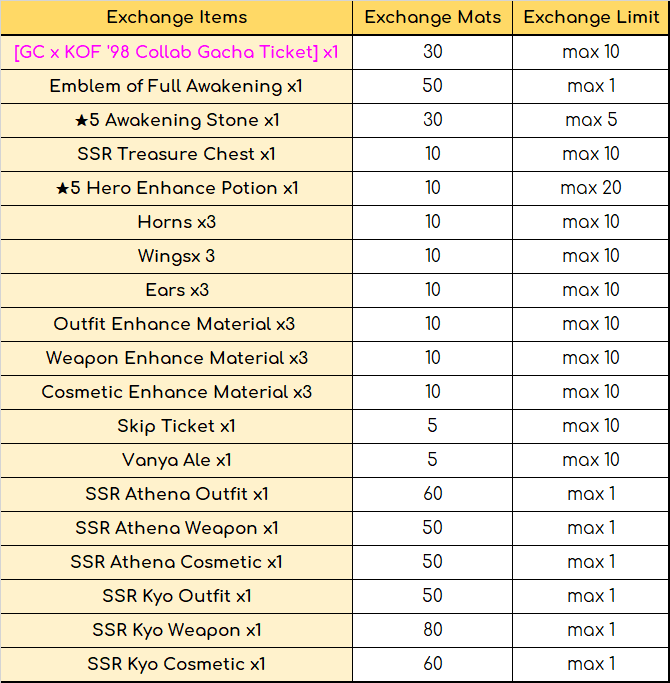 Exchange Items Exchange Mats Exchange Limit
[GC x KOF '98 Collab Gacha Ticket] x1 30 max 10
Emblem of Full Awakening x1 50 max 1
★5 Awakening Stone x1 30 max 5
SSR Treasure Chest x1 10 max 10
★5 Hero Enhance Potion x1 10 max 20
Horns x3 10 max 10
Wingsx 3 10 max 10
Ears x3 10 max 10
Outfit Enhance Material x3 10 max 10
Weapon Enhance Material x3 10 max 10
Cosmetic Enhance Material x3 10 max 10
Skip Ticket x1 5 max 10
Vanya Ale x1 5 max 10
SSR Athena Outfit x1 60 max 1
SSR Athena Weapon x1 50 max 1
SSR Athena Cosmetic x1 50 max 1
SSR Kyo Outfit x1 50 max 1
SSR Kyo Weapon x1 80 max 1
SSR Kyo Cosmetic x1 60 max 1